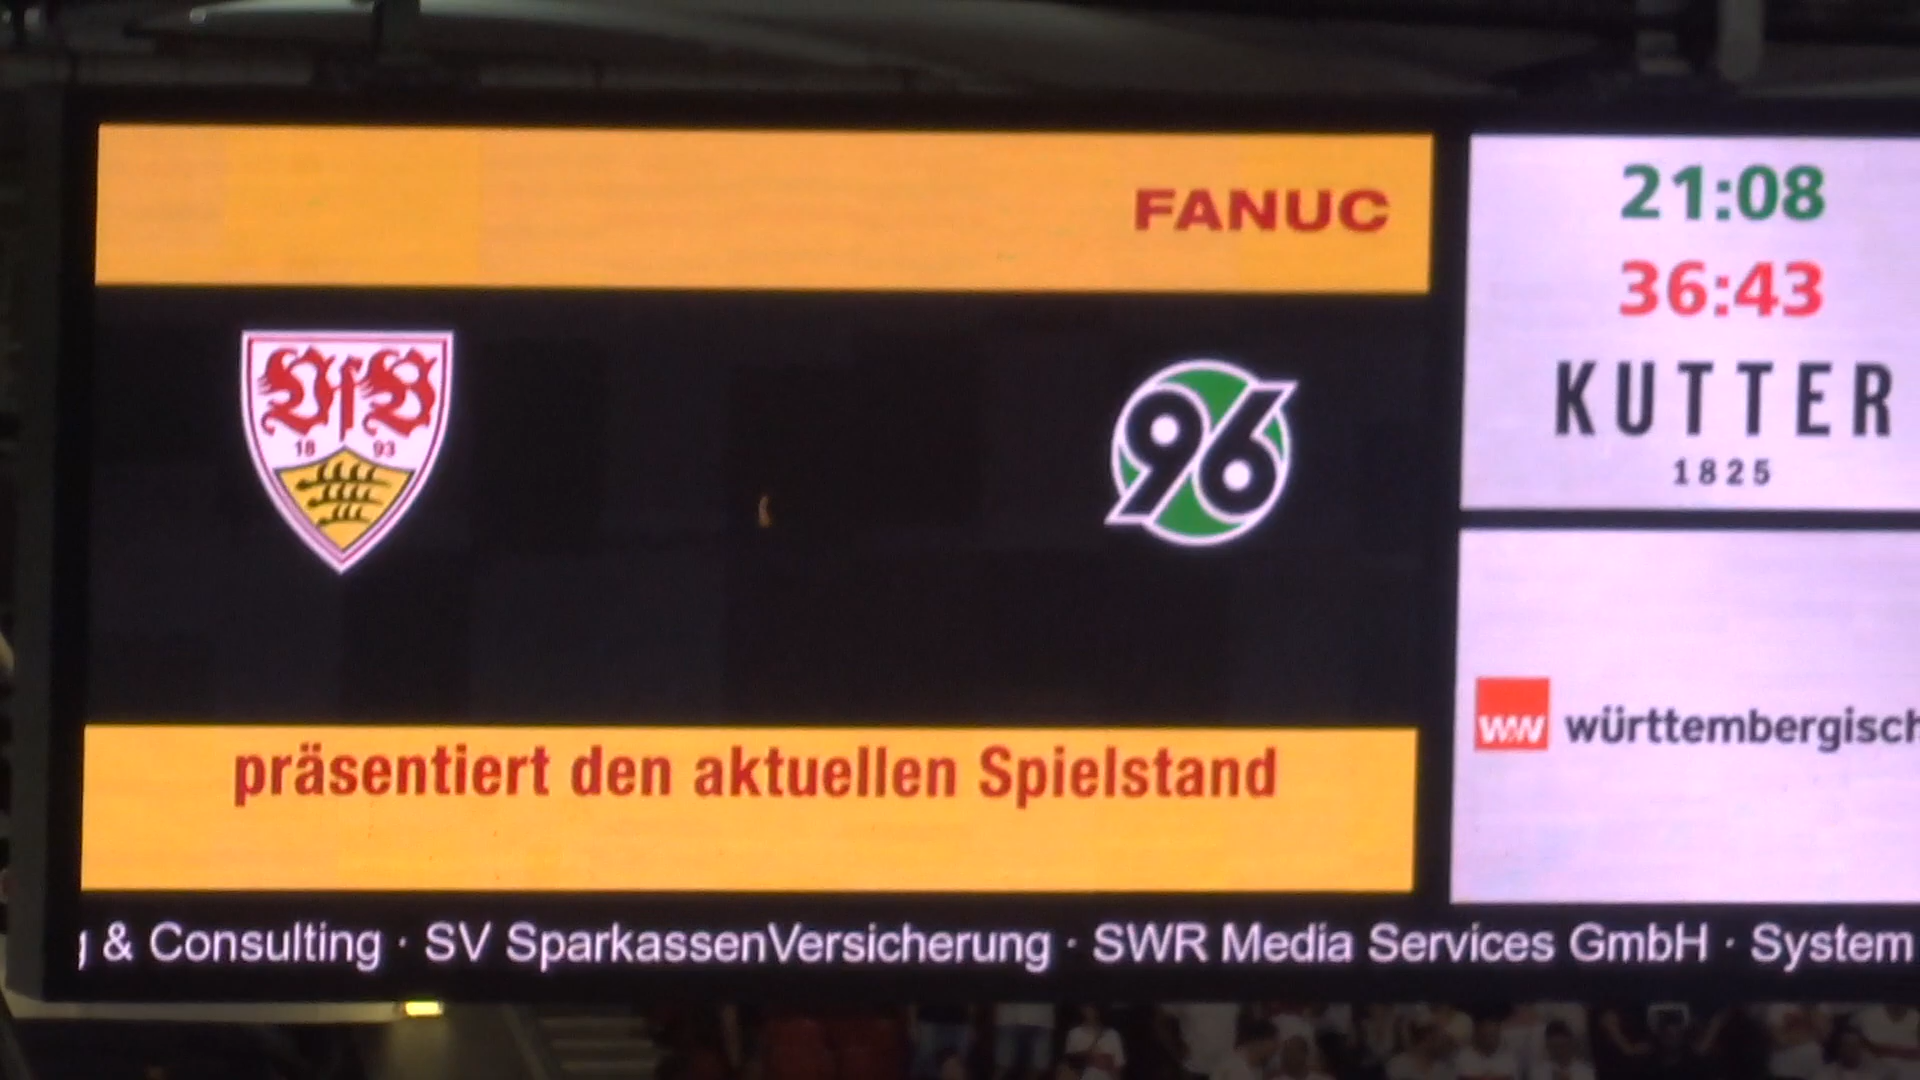 FANUC
21:08
36:43
KUTTER
1825
VfB
18 93
96
präsentiert den aktuellen Spielstand
ww württembergisch
& Consulting · SV SparkassenVersicherung · SWR Media Services GmbH · System